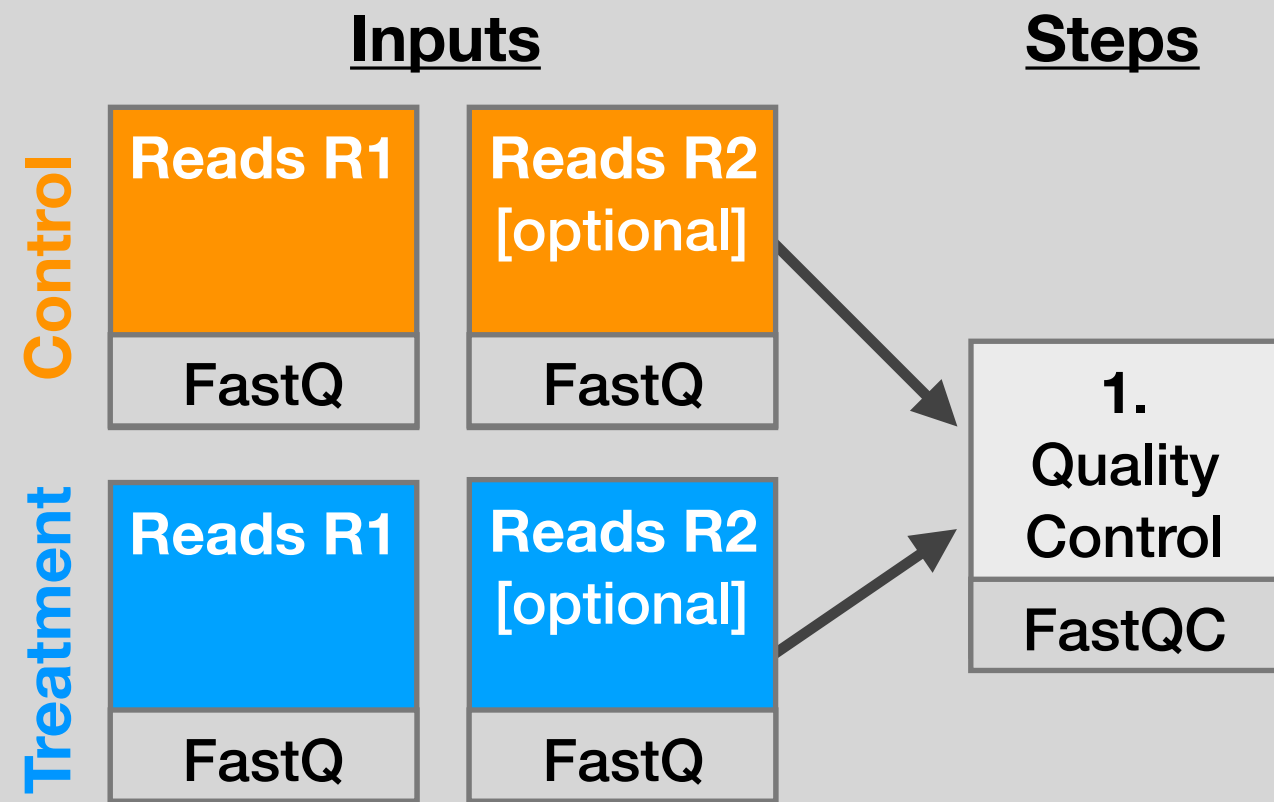 Inputs
Steps
Control
Reads R1
FastQ
Reads R2
[optional]
FastQ
Treatment
Reads R1
FastQ
Reads R2
[optional]
FastQ
1.
Quality
Control
FastQC